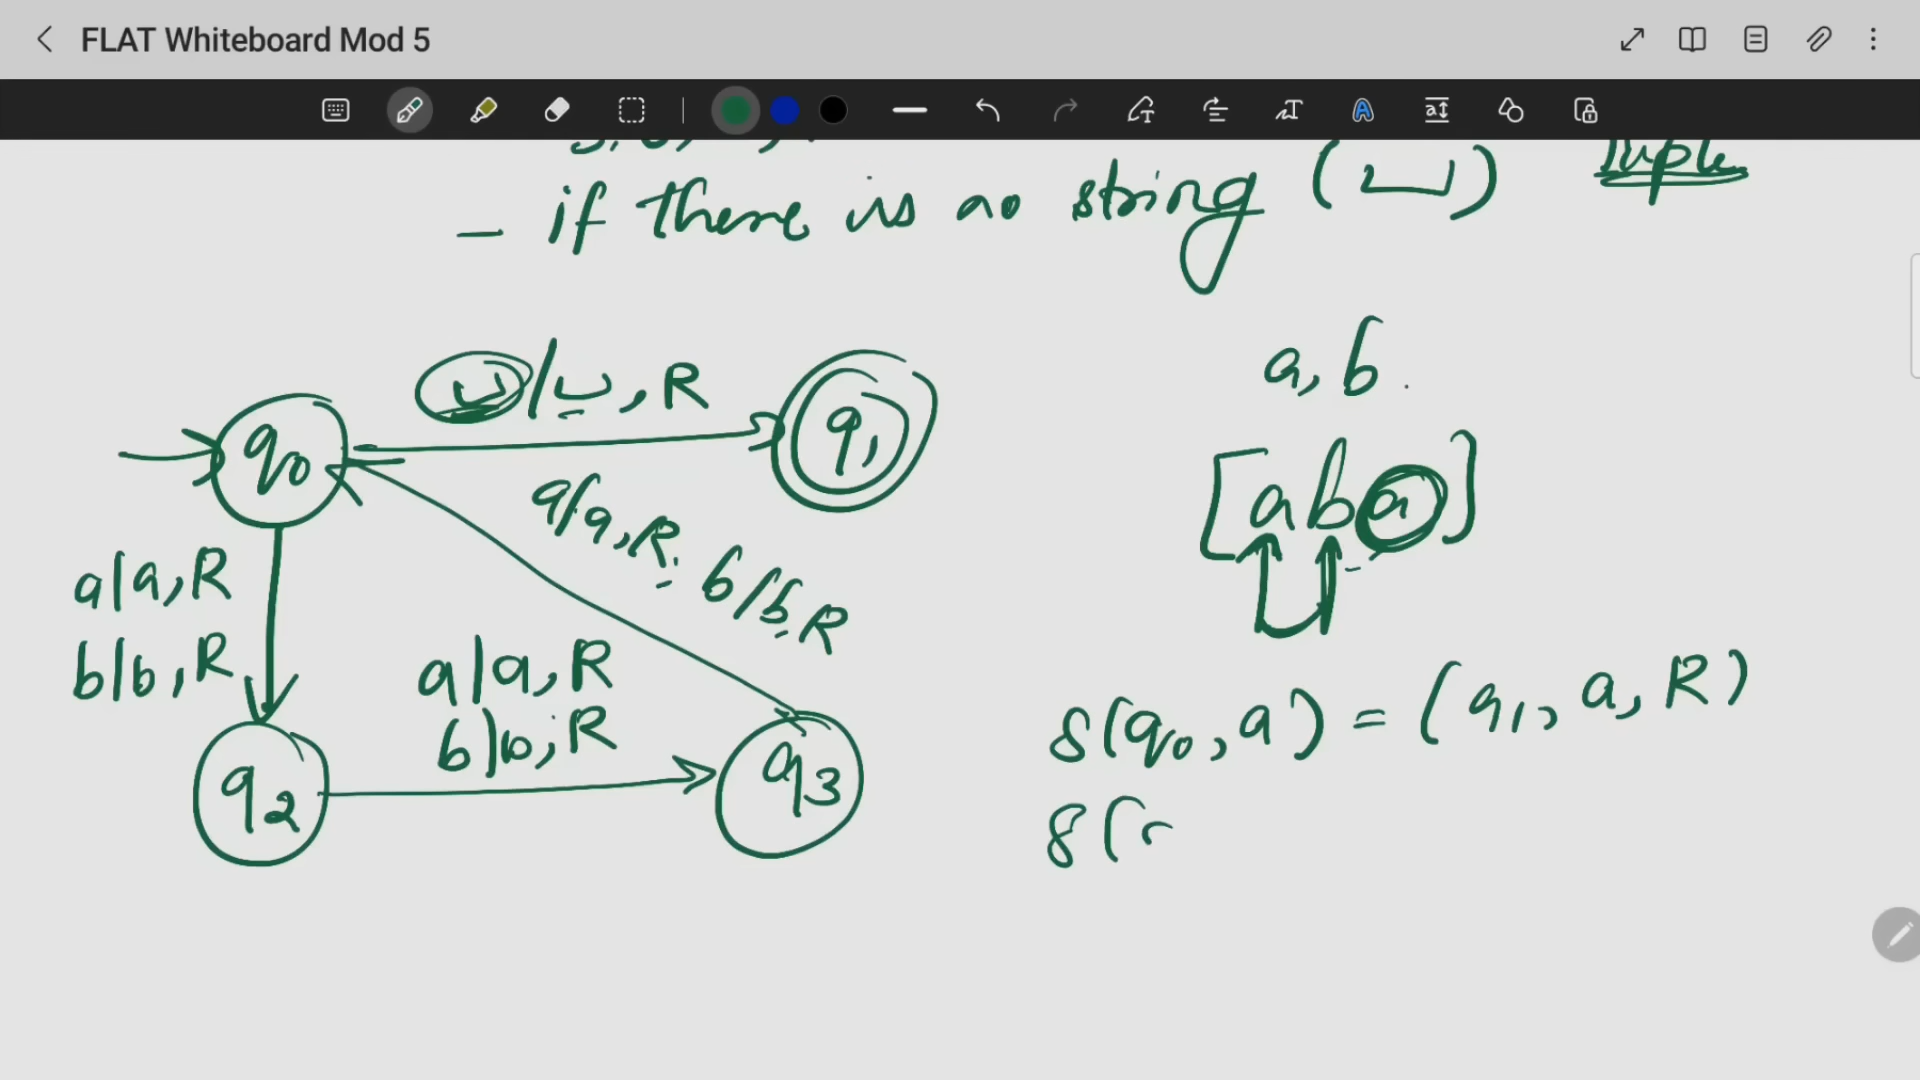 FLAT Whiteboard Mod 5
Tuple
– if there is no string (⊔)
a, b.
⊔/⊔, R
q0
q1
a/a, R.
b/b, R
[aba]
a|a, R
b|b, R
a|a, R
b|b, R
q2
q3
δ(q0, a) = (q1, a, R)
δ(